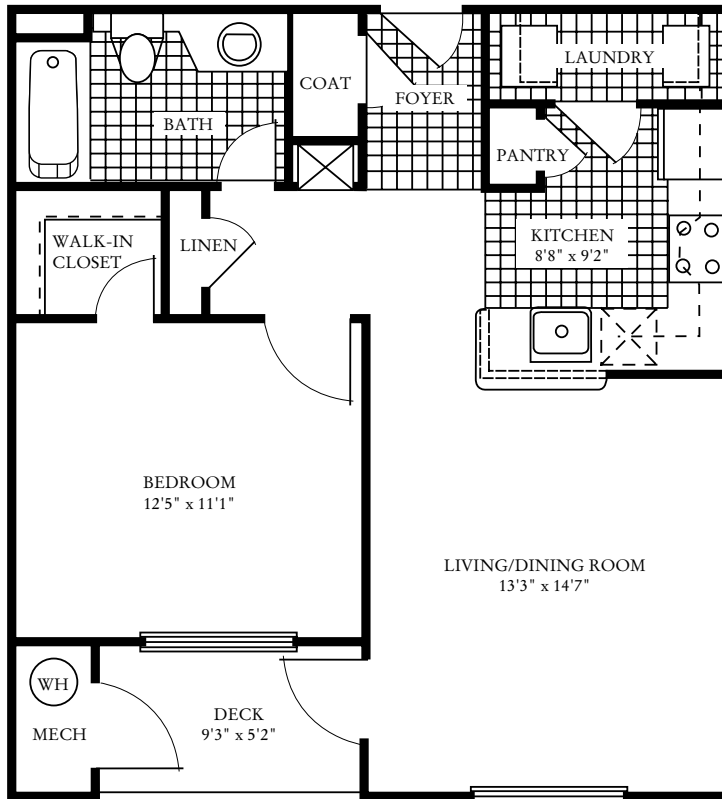 LAUNDRY
COAT
FOYER
BATH
PANTRY
WALK-IN
CLOSET
LINEN
KITCHEN
8'8" x 9'2"
BEDROOM
12'5" x 11'1"
LIVING/DINING ROOM
13'3" x 14'7"
WH
MECH
DECK
9'3" x 5'2"